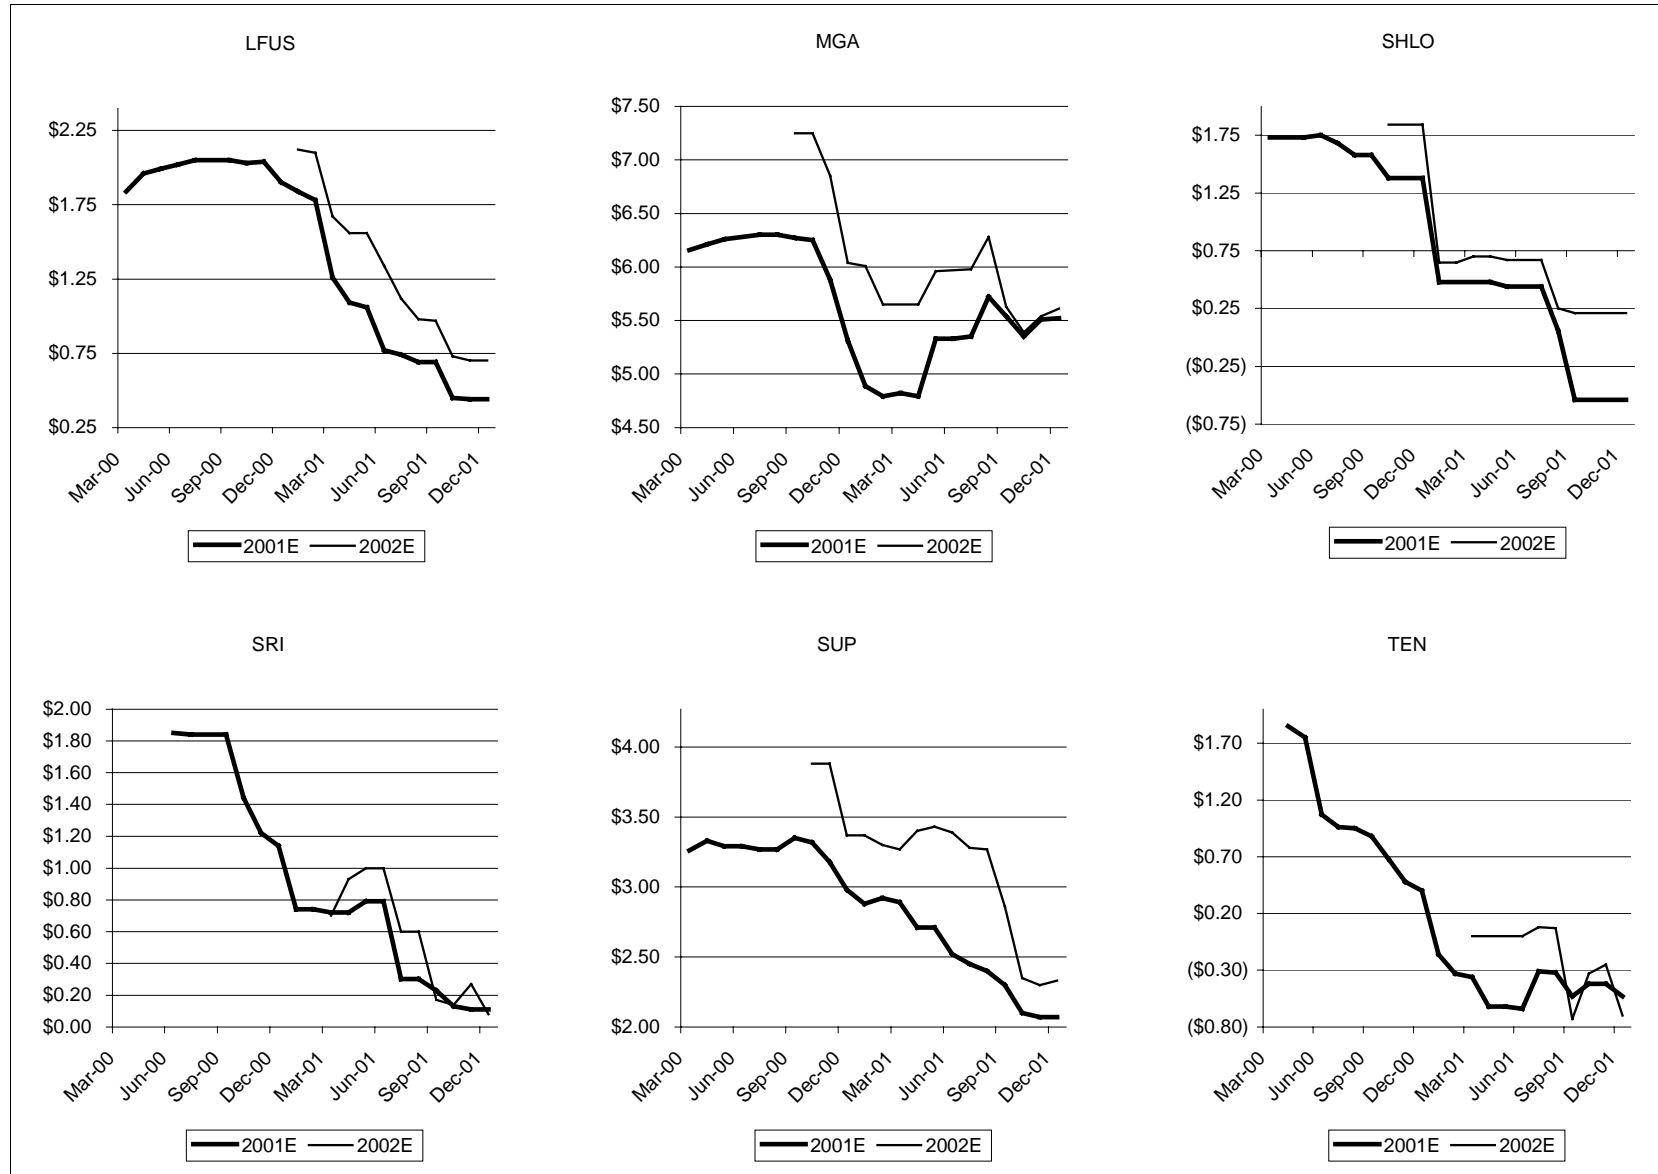 LFUS
$2.25
$1.75
$1.25
$0.75
$0.25
Mar-00
Jun-00
Sep-00
Dec-00
Mar-01
Jun-01
Sep-01
Dec-01
2001E 2002E
MGA
$7.50
$7.00
$6.50
$6.00
$5.50
$5.00
$4.50
Mar-00
Jun-00
Sep-00
Dec-00
Mar-01
Jun-01
Sep-01
Dec-01
2001E 2002E
SHLO
$1.75
$1.25
$0.75
$0.25
($0.25)
($0.75)
Mar-00
Jun-00
Sep-00
Dec-00
Mar-01
Jun-01
Sep-01
Dec-01
2001E 2002E
SRI
$2.00
$1.80
$1.60
$1.40
$1.20
$1.00
$0.80
$0.60
$0.40
$0.20
$0.00
Mar-00
Jun-00
Sep-00
Dec-00
Mar-01
Jun-01
Sep-01
Dec-01
2001E 2002E
SUP
$4.00
$3.50
$3.00
$2.50
$2.00
Mar-00
Jun-00
Sep-00
Dec-00
Mar-01
Jun-01
Sep-01
Dec-01
2001E 2002E
TEN
$1.70
$1.20
$0.70
$0.20
($0.30)
($0.80)
Mar-00
Jun-00
Sep-00
Dec-00
Mar-01
Jun-01
Sep-01
Dec-01
2001E 2002E